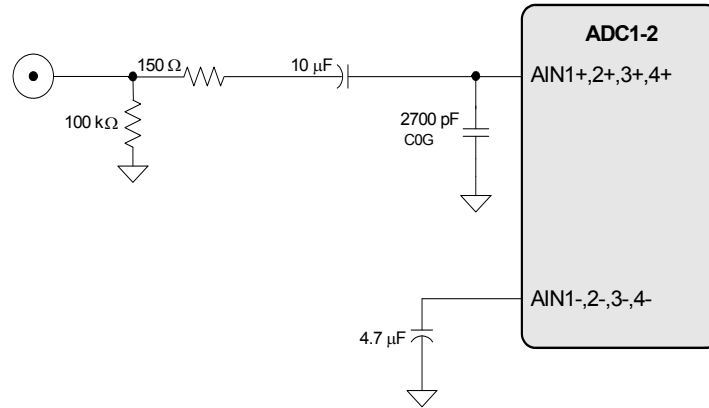 ADC1-2
150 Ω
10 µF
AIN1+,2+,3+,4+
100 kΩ
2700 pF
C0G
AIN1-,2-,3-,4-
4.7 µF